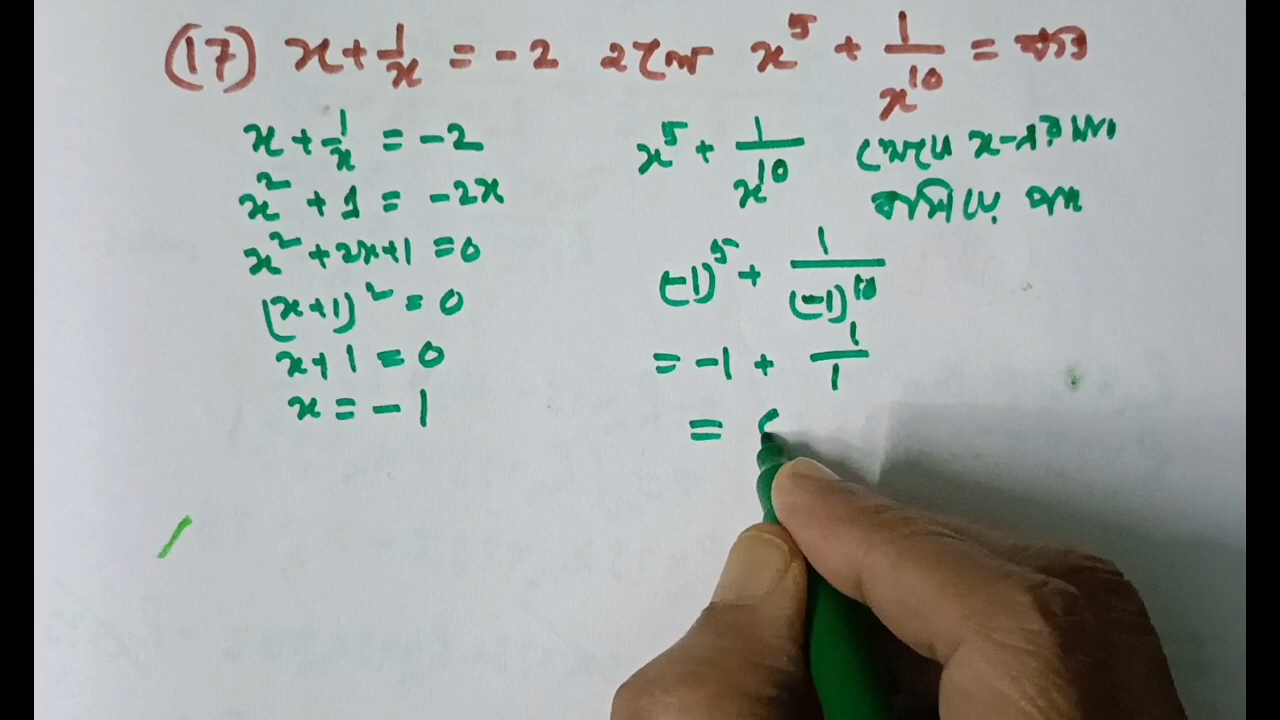 (17) x + 1/x = -2 হলে x^5 + 1/x^10 = কত
x + 1/x = -2
x^2 + 1 = -2x
x^2 + 2x + 1 = 0
(x + 1)^2 = 0
x + 1 = 0
x = -1
x^5 + 1/x^10 x-এর মান
বসিয়ে পাই
(-1)^5 + 1/(-1)^10
= -1 + 1/1
=